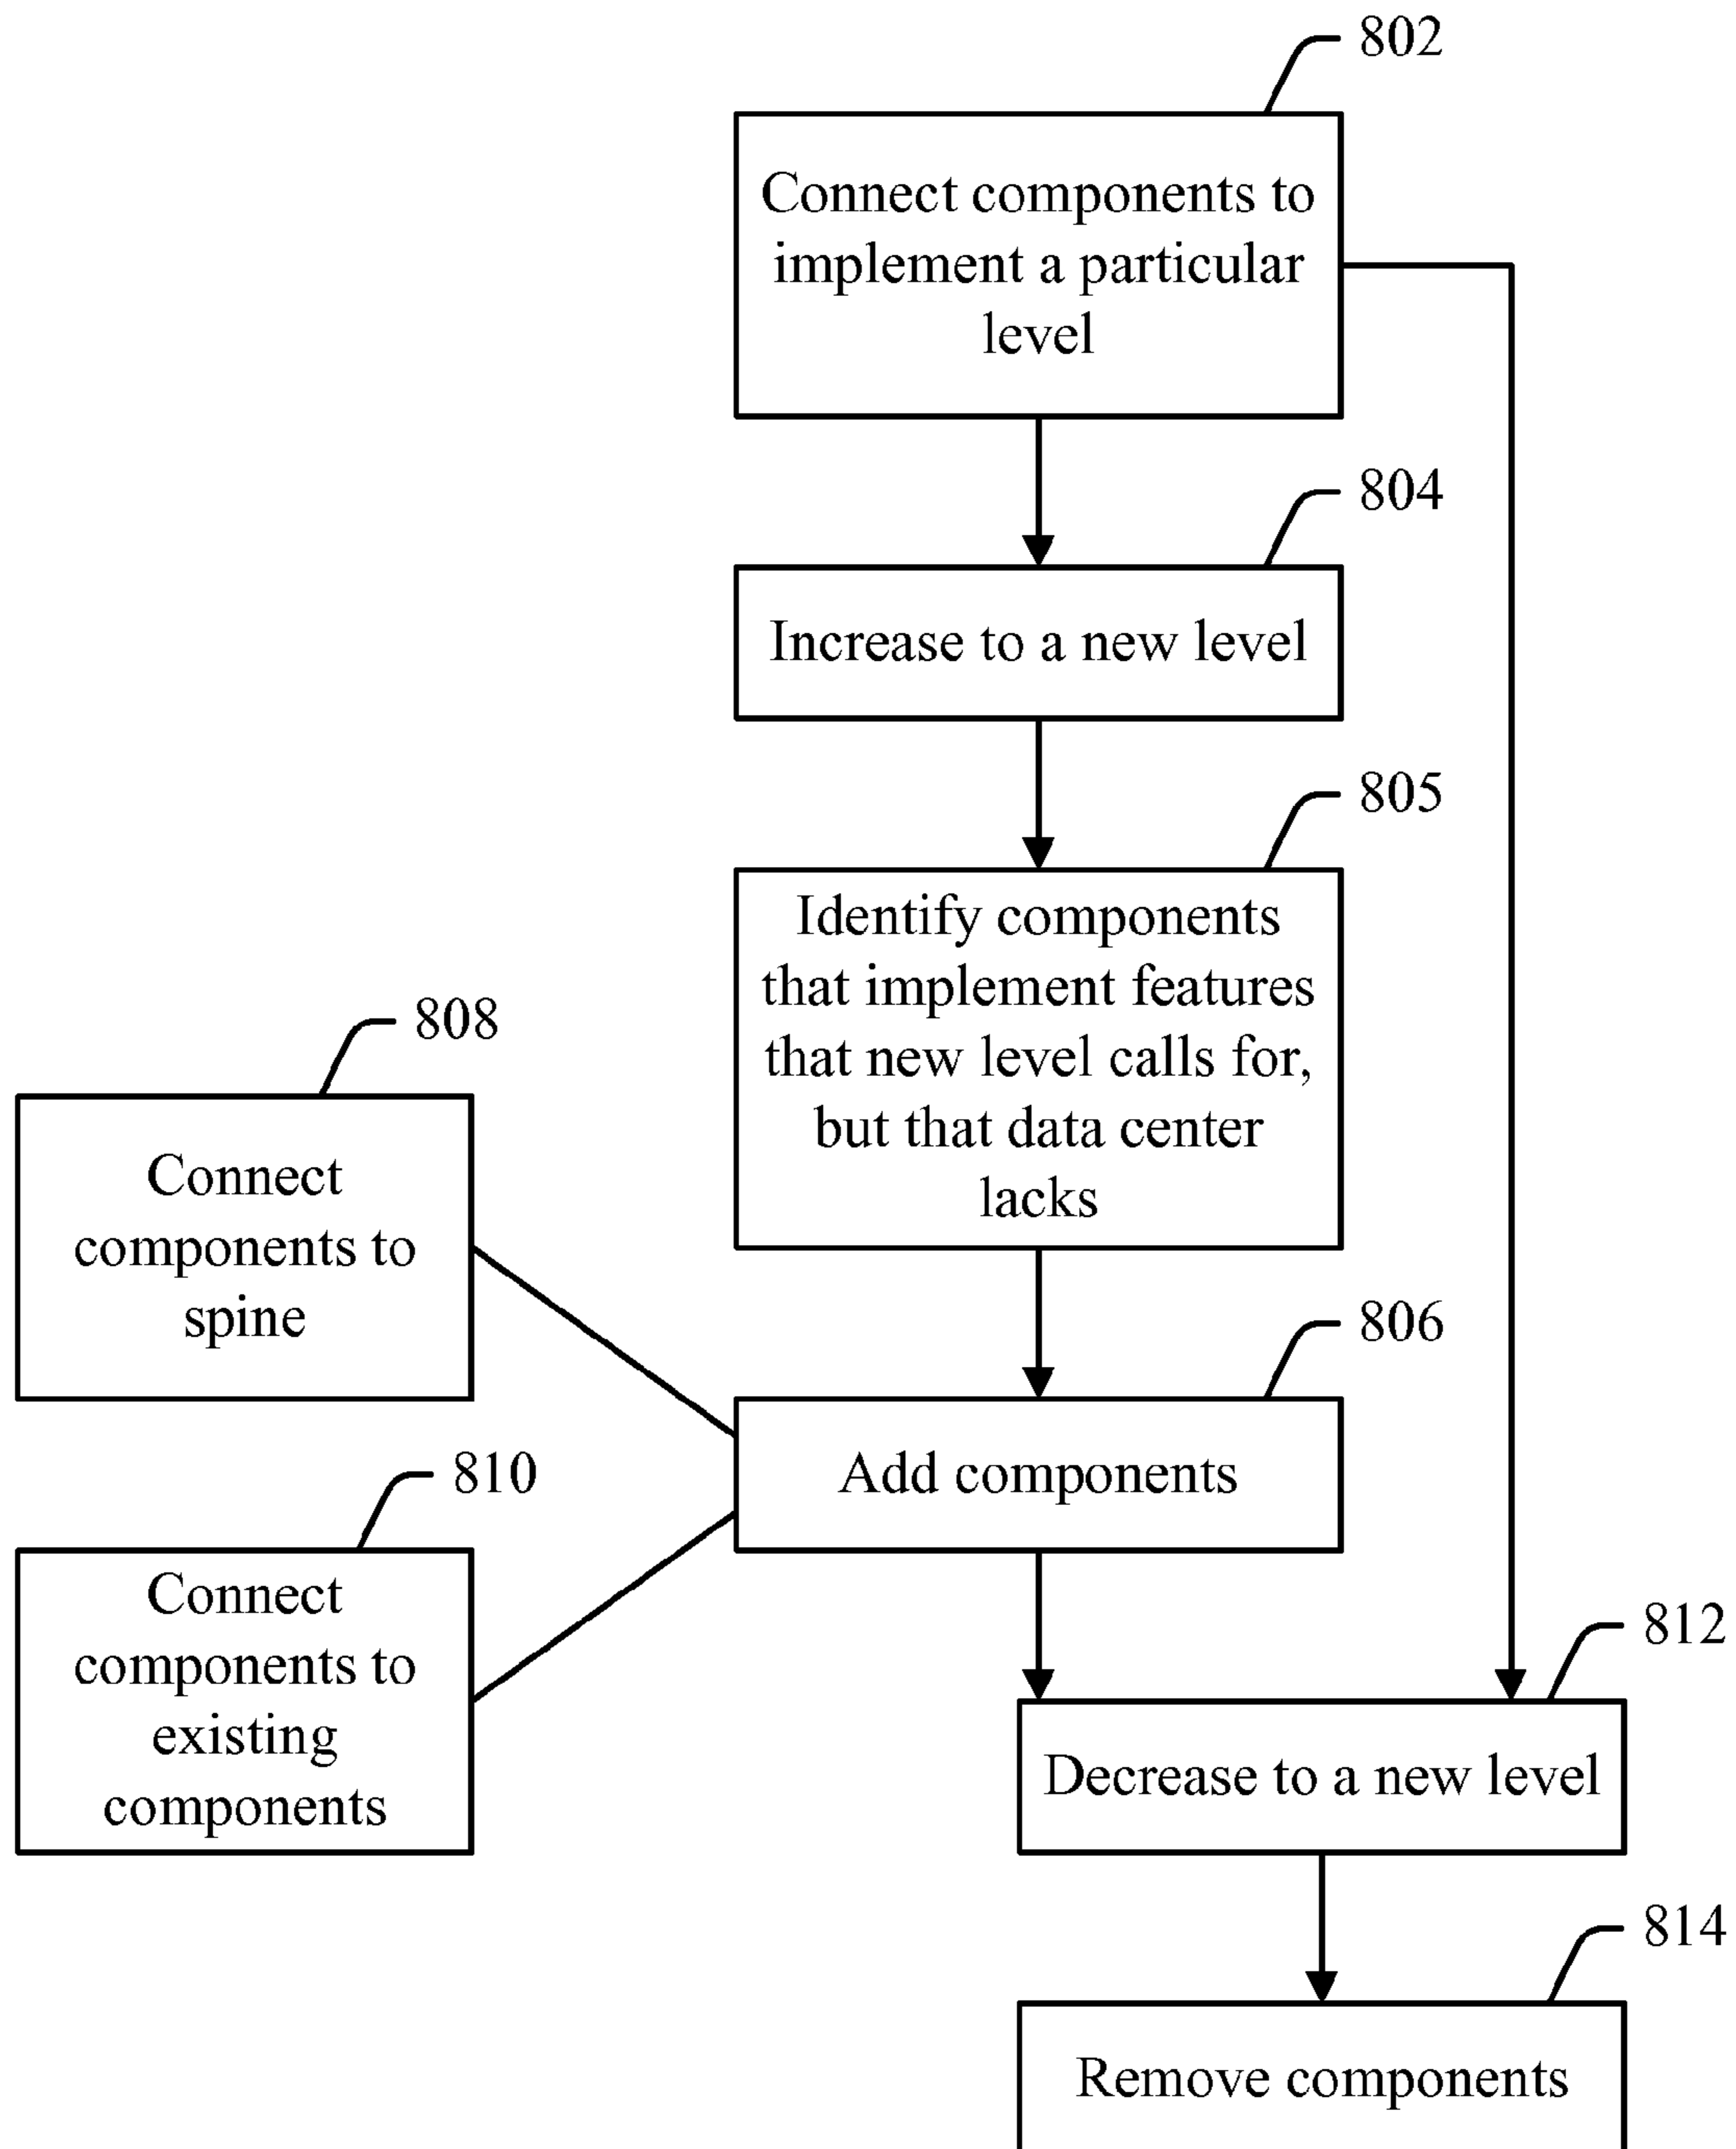 802
Connect components to
implement a particular
level
804
Increase to a new level
805
Identify components
that implement features
that new level calls for,
but that data center
lacks
808
Connect
components to
spine
806
Add components
810
Connect
components to
existing
components
812
Decrease to a new level
814
Remove components